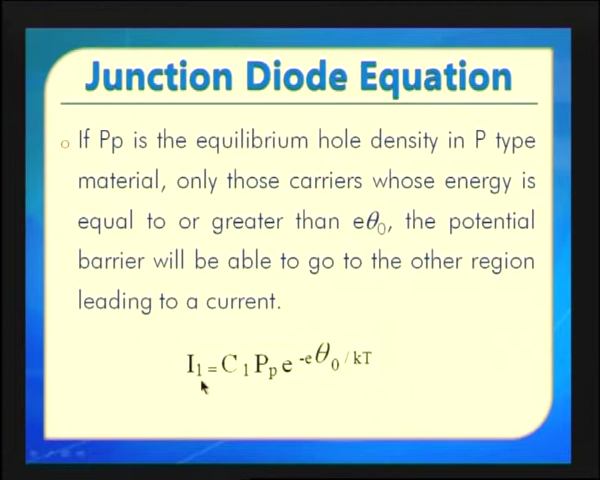 Junction Diode Equation
o If Pp is the equilibrium hole density in P type
material, only those carriers whose energy is
equal to or greater than eθ₀, the potential
barrier will be able to go to the other region
leading to a current.
I₁ = C₁ Pₚ e ^(-eθ₀ / kT)